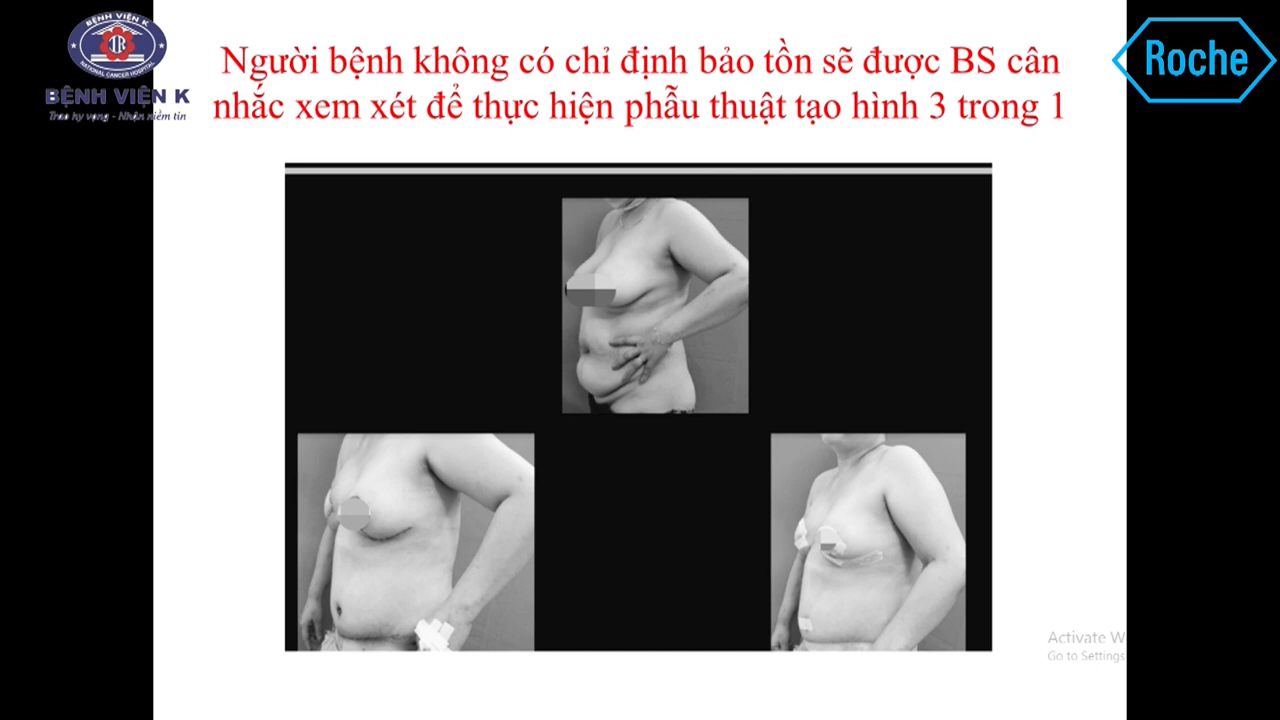 BỆNH VIỆN K
NATIONAL CANCER HOSPITAL
BỆNH VIỆN K
Trao hy vọng - Nhận niềm tin
Người bệnh không có chỉ định bảo tồn sẽ được BS cân
nhắc xem xét để thực hiện phẫu thuật tạo hình 3 trong 1
Roche
Activate W
Go to Settings